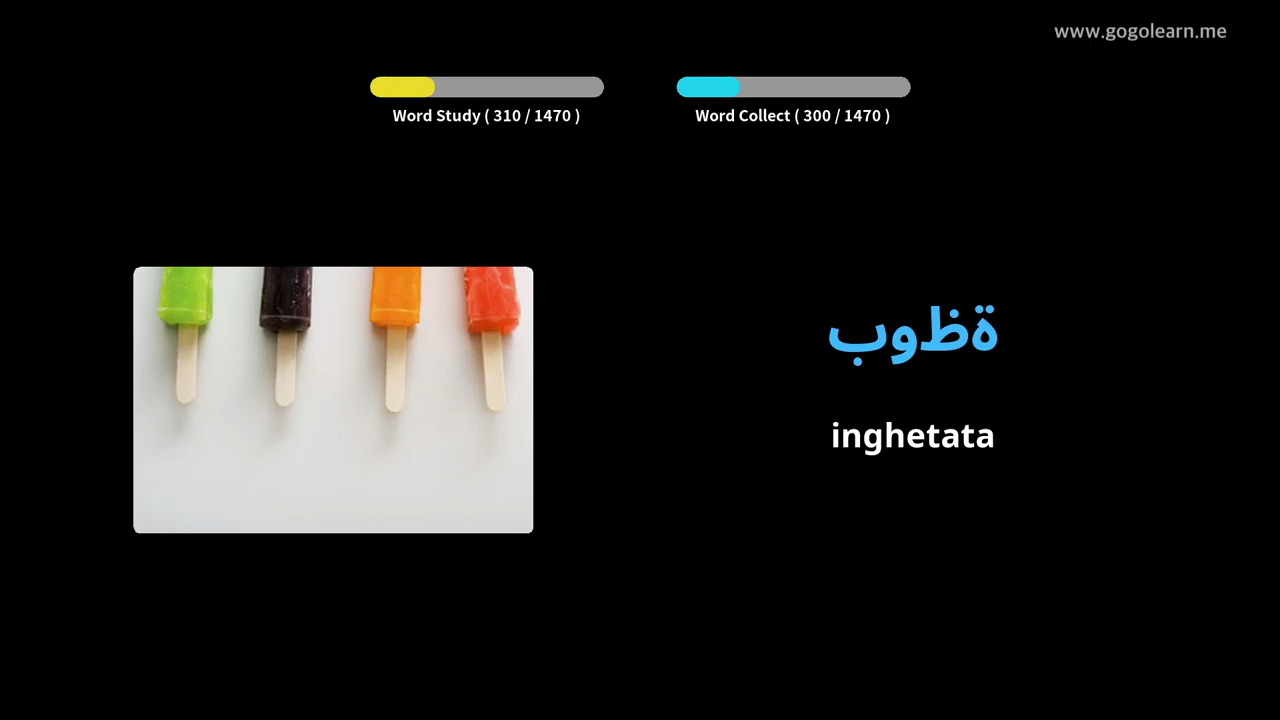 www.gogolearn.me
Word Study ( 310 / 1470 )
Word Collect ( 300 / 1470 )
ةظوب
inghetata